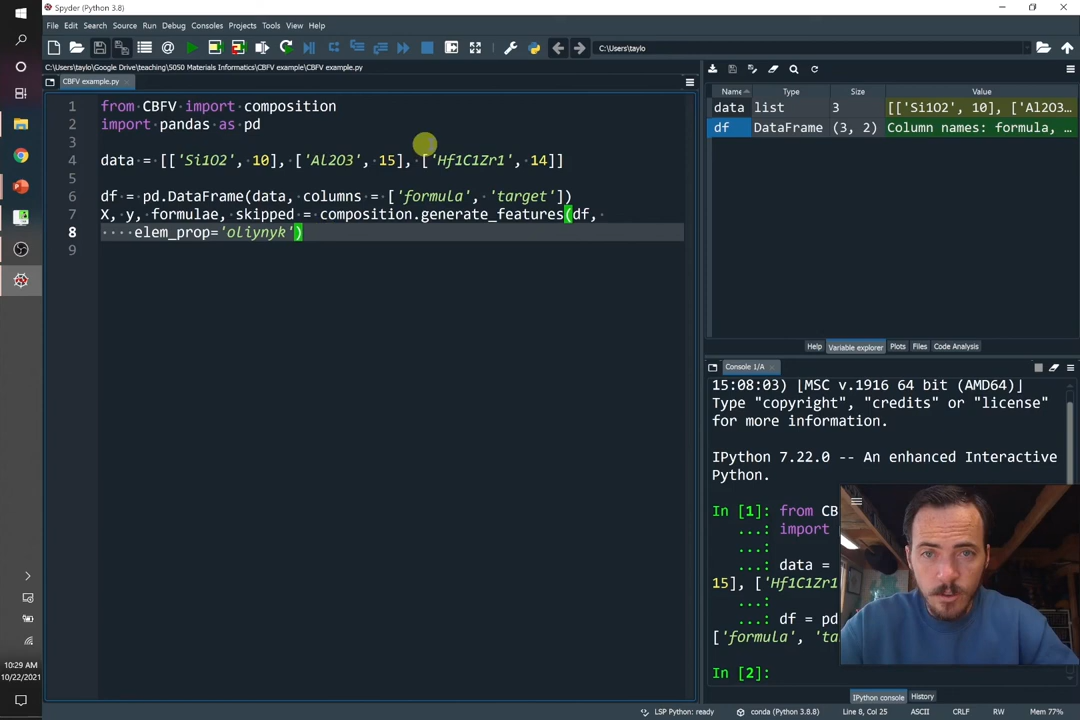 Spyder (Python 3.8)
File Edit Search Source Run Debug Consoles Projects Tools View Help
C:\Users\taylo
C:\Users\taylo\Google Drive\teaching\5050 Materials Informatics\CBFV example\CBFV example.py
CBFV example.py
1 from CBFV import composition
2 import pandas as pd
3
4 data = [['Si1O2', 10], ['Al2O3', 15], ['Hf1C1Zr1', 14]]
5
6 df = pd.DataFrame(data, columns = ['formula', 'target'])
7 X, y, formulae, skipped = composition.generate_features(df,
8 elem_prop='oliynyk')
9
Name Type Size Value
data list 3 [['Si1O2', 10], ['Al2O3...
df DataFrame (3, 2) Column names: formula, ...
Help Variable explorer Plots Files Code Analysis
Console 1/A
15:08:03) [MSC v.1916 64 bit (AMD64)]
Type "copyright", "credits" or "license"
for more information.
IPython 7.22.0 -- An enhanced Interactive
Python.
In [1]: from CB
...: import
...:
...: data =
15], ['Hf1C1Zr1
...:
...: df = pd
['formula', 'ta
In [2]:
IPython console History
LSP Python: ready conda (Python 3.8.8) Line 8, Col 25 ASCII CRLF RW Mem 77%
10:29 AM
10/22/2021